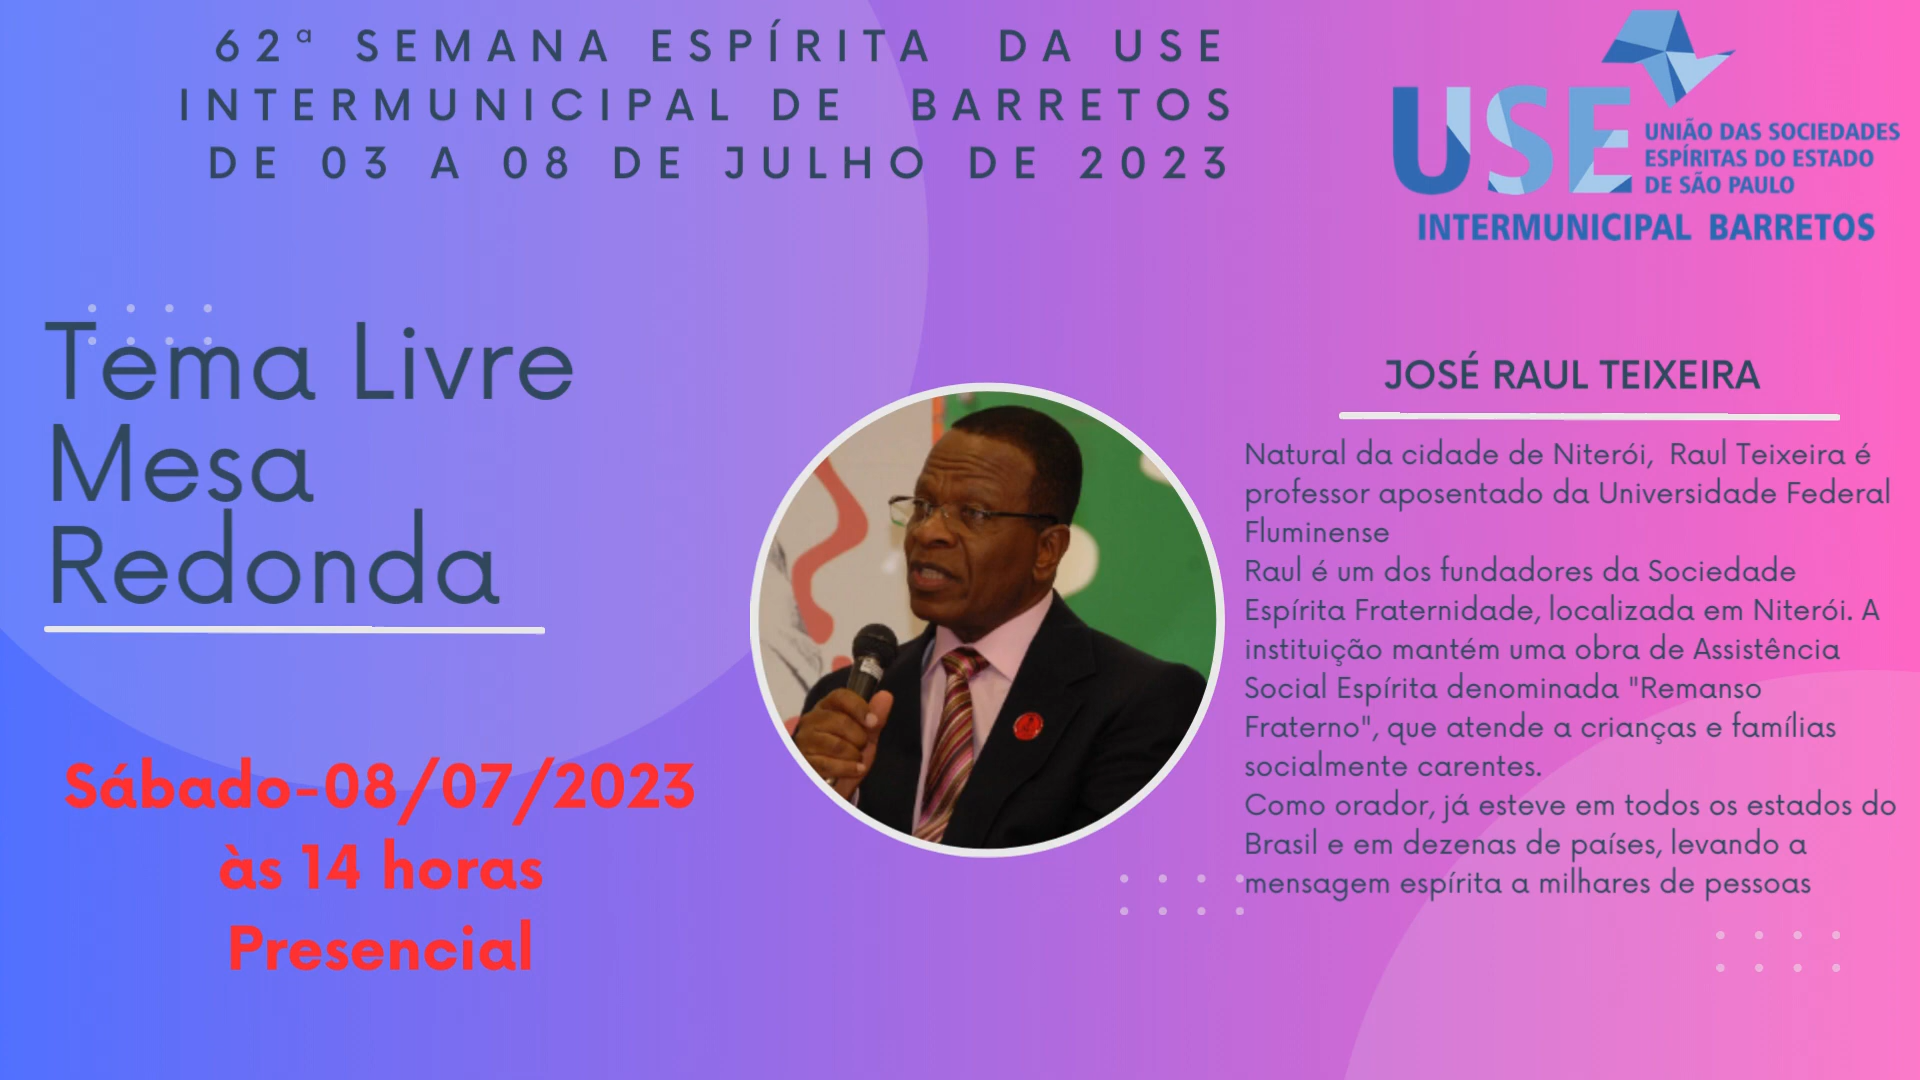 62ª SEMANA ESPÍRITA DA USE
INTERMUNICIPAL DE BARRETOS
DE 03 A 08 DE JULHO DE 2023
USE
UNIÃO DAS SOCIEDADES
ESPÍRITAS DO ESTADO
DE SÃO PAULO
INTERMUNICIPAL BARRETOS
Tema Livre
Mesa
Redonda
Sábado-08/07/2023
às 14 horas
Presencial
JOSÉ RAUL TEIXEIRA
Natural da cidade de Niterói, Raul Teixeira é
professor aposentado da Universidade Federal
Fluminense
Raul é um dos fundadores da Sociedade
Espírita Fraternidade, localizada em Niterói. A
instituição mantém uma obra de Assistência
Social Espírita denominada "Remanso
Fraterno", que atende a crianças e famílias
socialmente carentes.
Como orador, já esteve em todos os estados do
Brasil e em dezenas de países, levando a
mensagem espírita a milhares de pessoas